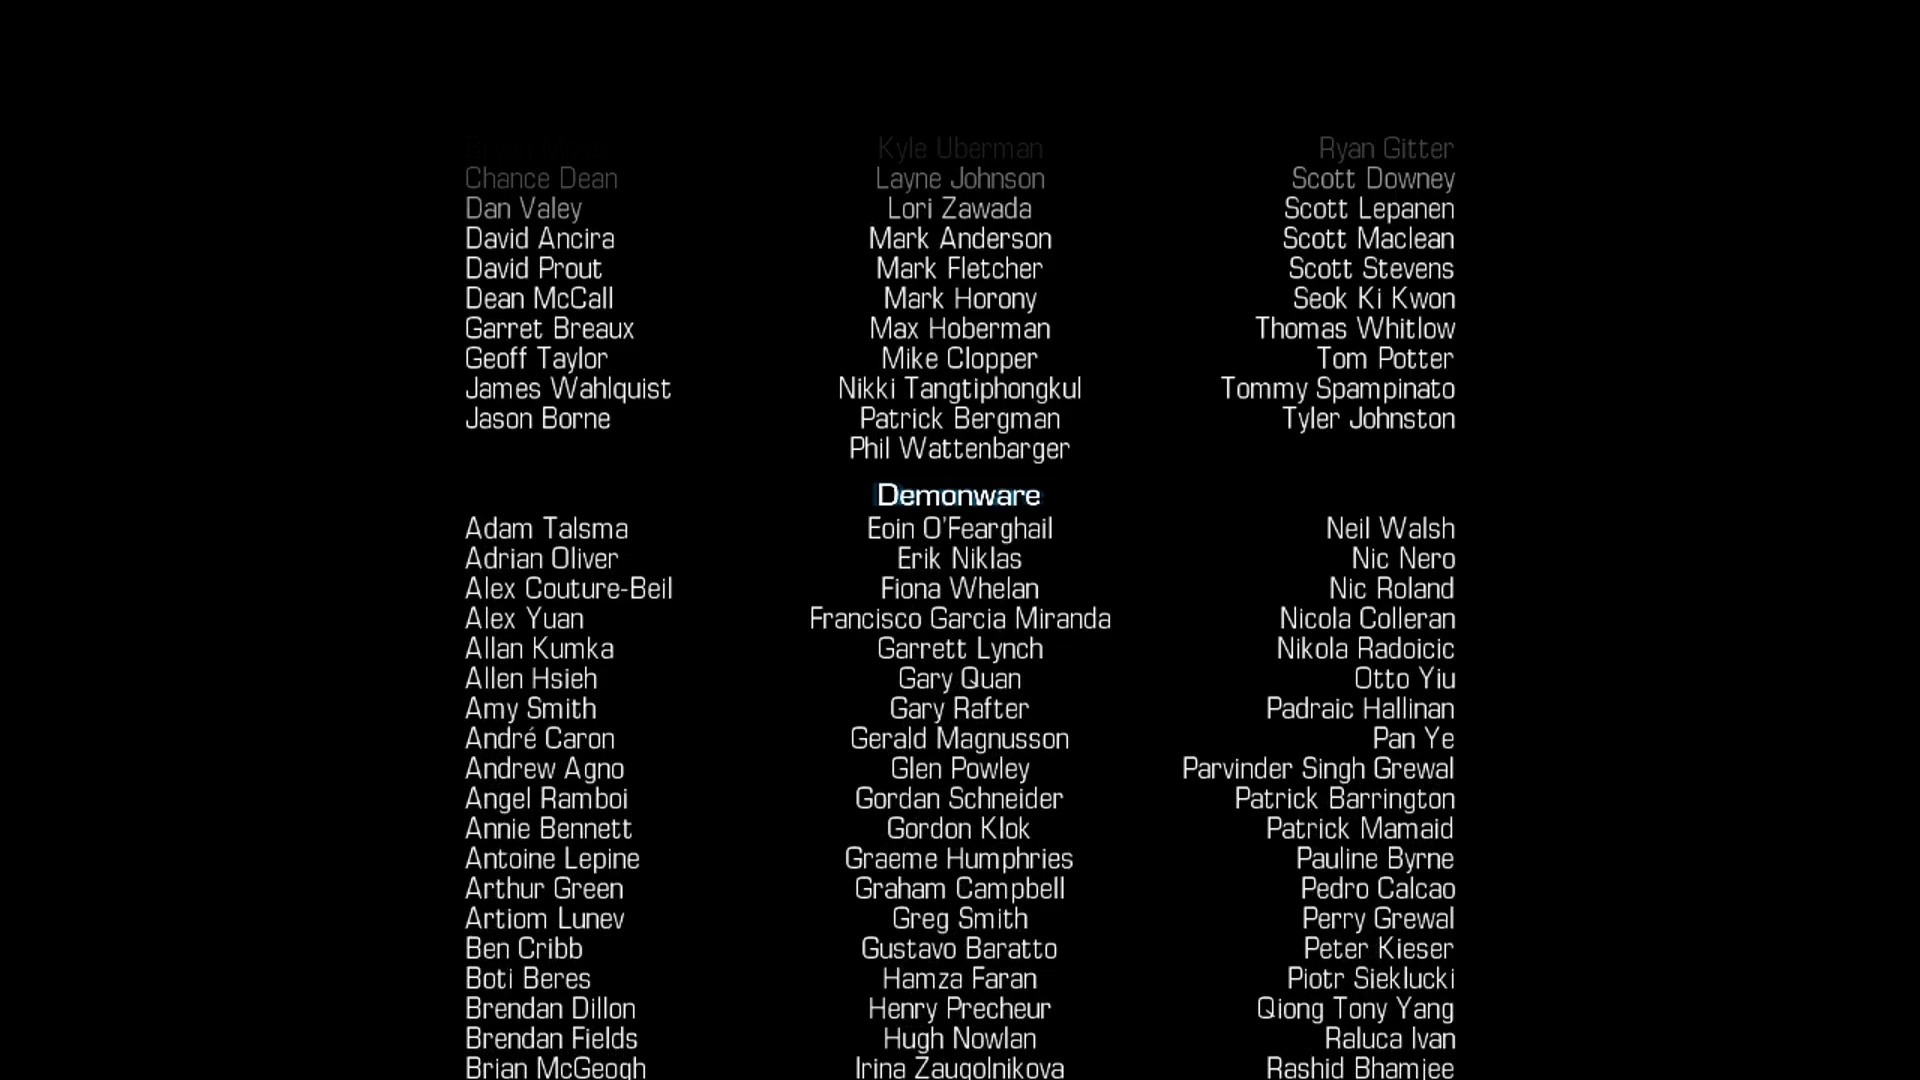 Kyle Uberman Ryan Gitter
Chance Dean Layne Johnson Scott Downey
Dan Valey Lori Zawada Scott Lepanen
David Ancira Mark Anderson Scott Maclean
David Prout Mark Fletcher Scott Stevens
Dean McCall Mark Horony Seok Ki Kwon
Garret Breaux Max Hoberman Thomas Whitlow
Geoff Taylor Mike Clopper Tom Potter
James Wahlquist Nikki Tangtiphongkul Tommy Spampinato
Jason Borne Patrick Bergman Tyler Johnston
Phil Wattenbarger
Demonware
Adam Talsma Eoin O'Fearghail Neil Walsh
Adrian Oliver Erik Niklas Nic Nero
Alex Couture-Beil Fiona Whelan Nic Roland
Alex Yuan Francisco Garcia Miranda Nicola Colleran
Allan Kumka Garrett Lynch Nikola Radoicic
Allen Hsieh Gary Quan Otto Yiu
Amy Smith Gary Rafter Padraic Hallinan
André Caron Gerald Magnusson Pan Ye
Andrew Agno Glen Powley Parvinder Singh Grewal
Angel Ramboi Gordan Schneider Patrick Barrington
Annie Bennett Gordon Klok Patrick Mamaid
Antoine Lepine Graeme Humphries Pauline Byrne
Arthur Green Graham Campbell Pedro Calcao
Artiom Lunev Greg Smith Perry Grewal
Ben Cribb Gustavo Baratto Peter Kieser
Boti Beres Hamza Faran Piotr Sieklucki
Brendan Dillon Henry Precheur Qiong Tony Yang
Brendan Fields Hugh Nowlan Raluca Ivan
Brian McGeogh Irina Zaugolnikova Rashid Bhamjee